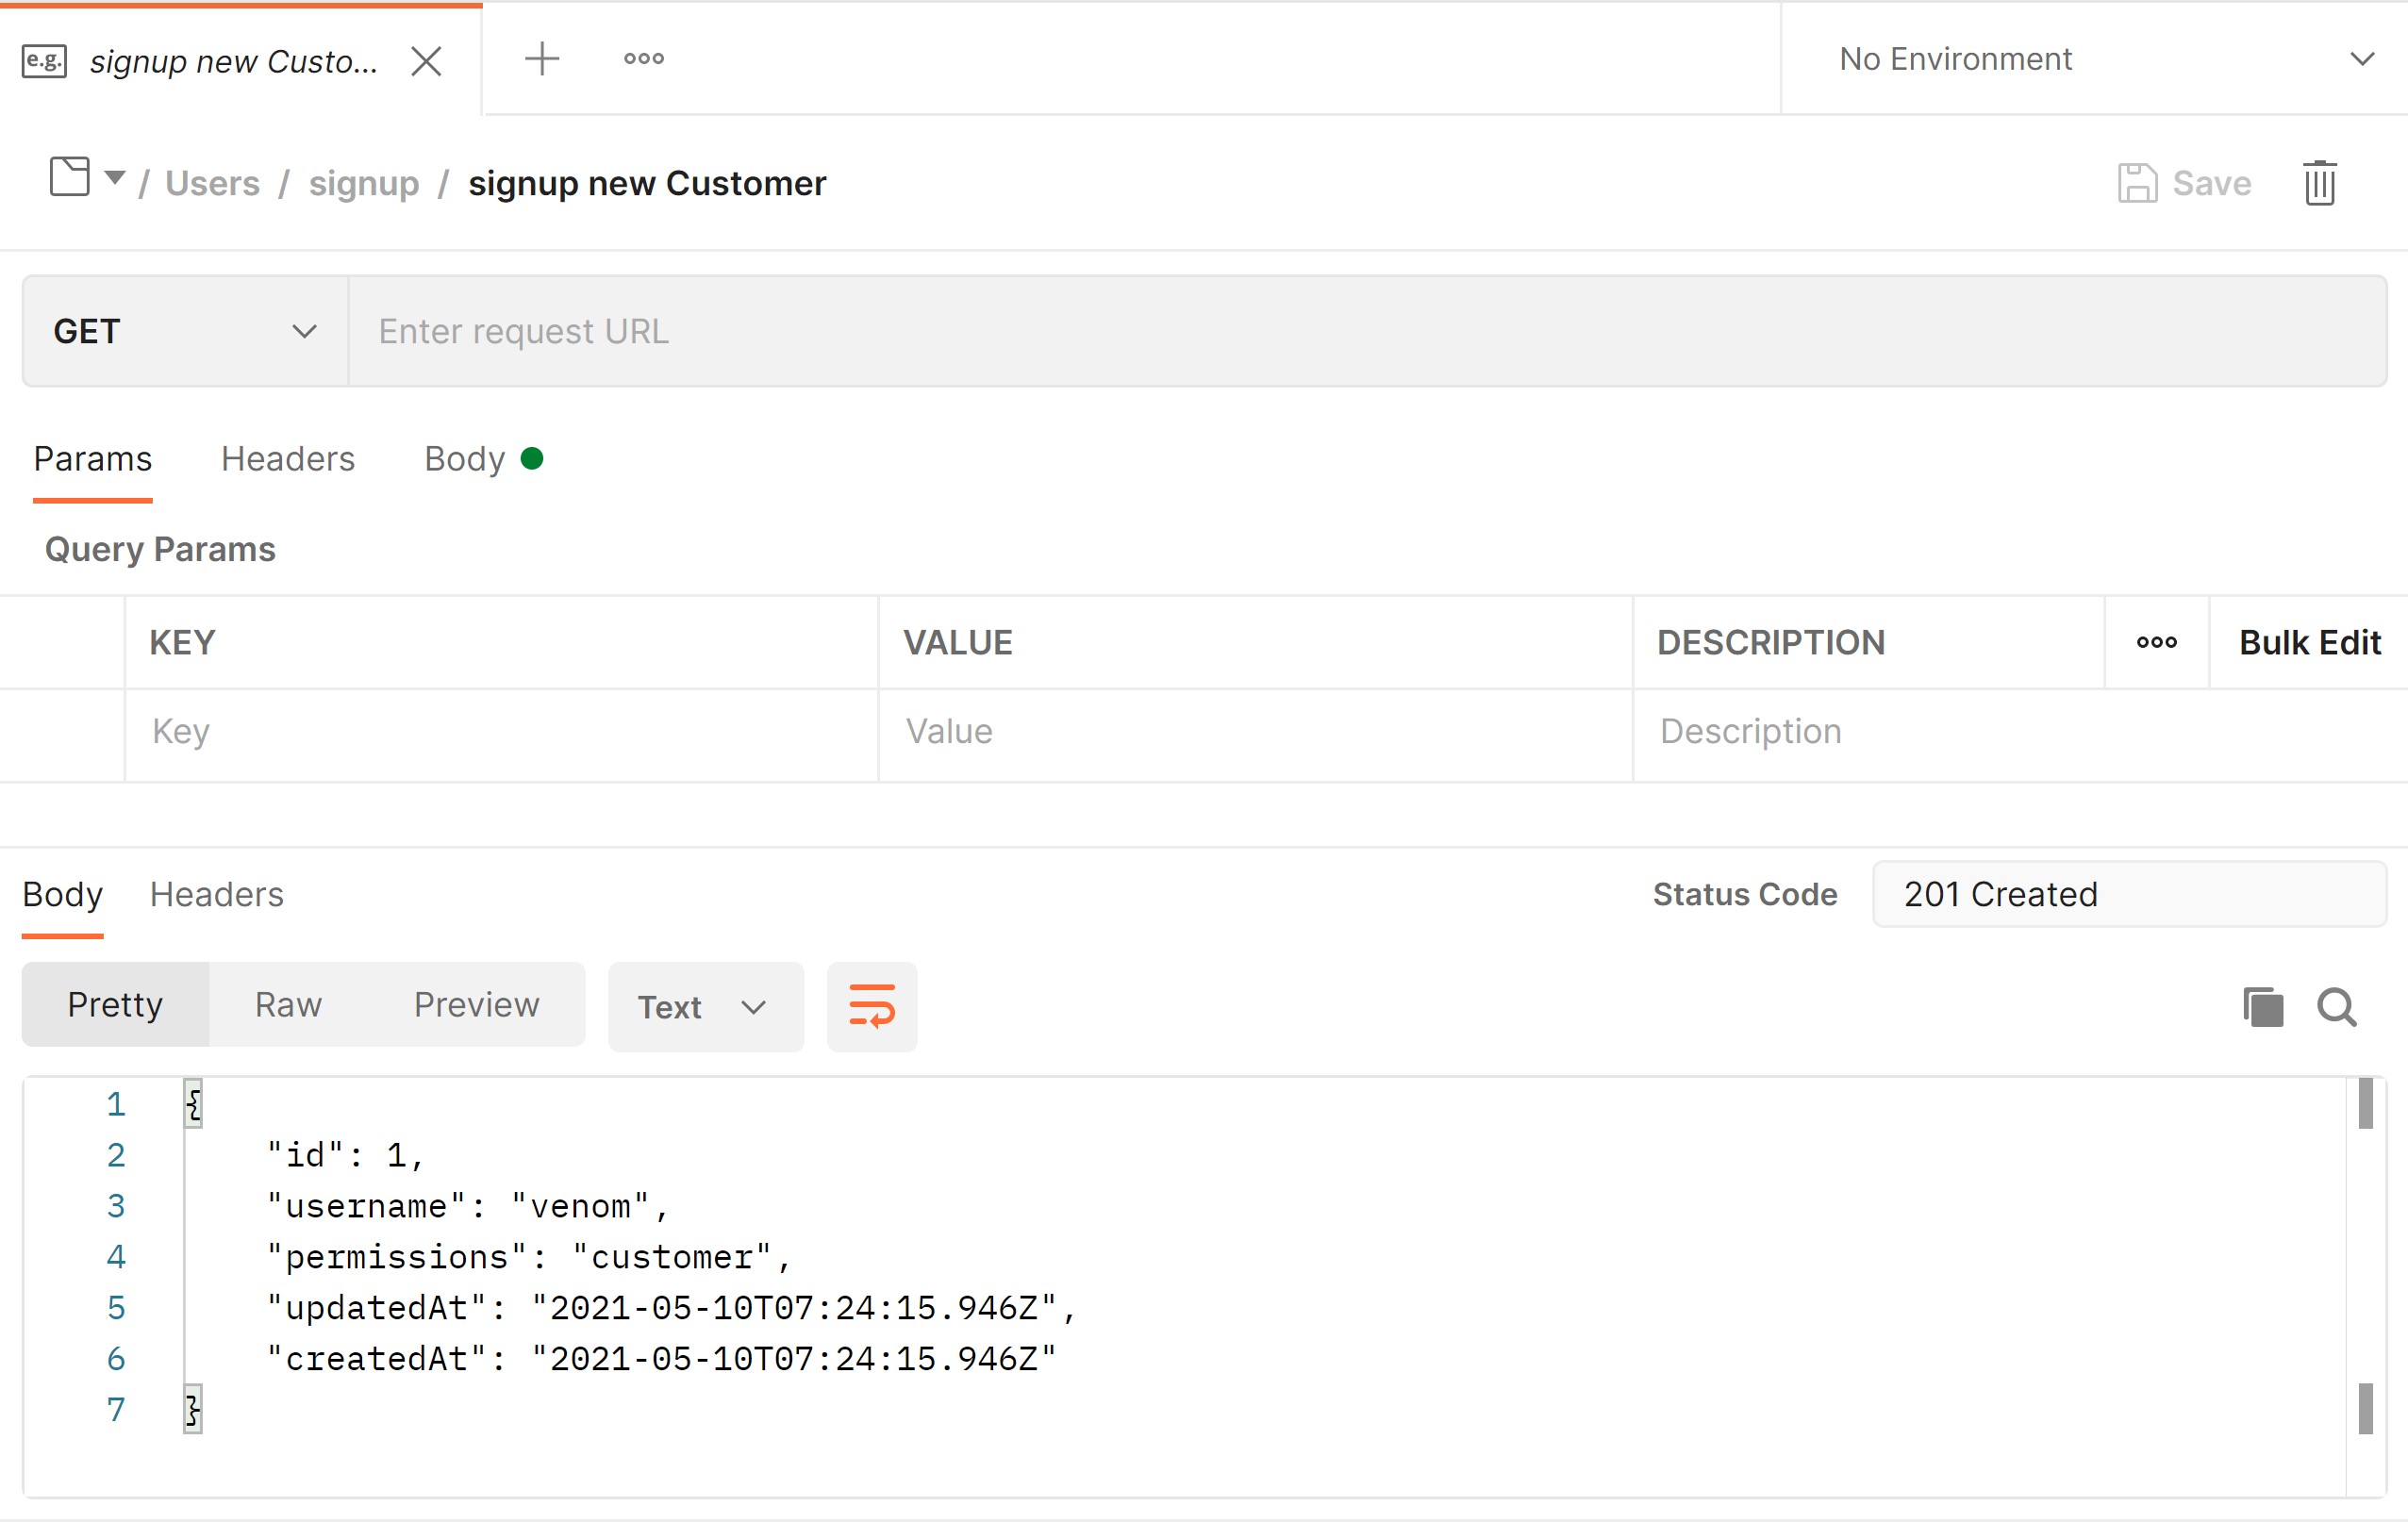 e.g. signup new Custo... No Environment
/ Users / signup / signup new Customer Save
GET Enter request URL
Params Headers Body
Query Params
KEY VALUE DESCRIPTION Bulk Edit
Key Value Description
Body Headers Status Code 201 Created
Pretty Raw Preview Text
1 {
2 "id": 1,
3 "username": "venom",
4 "permissions": "customer",
5 "updatedAt": "2021-05-10T07:24:15.946Z",
6 "createdAt": "2021-05-10T07:24:15.946Z"
7 }